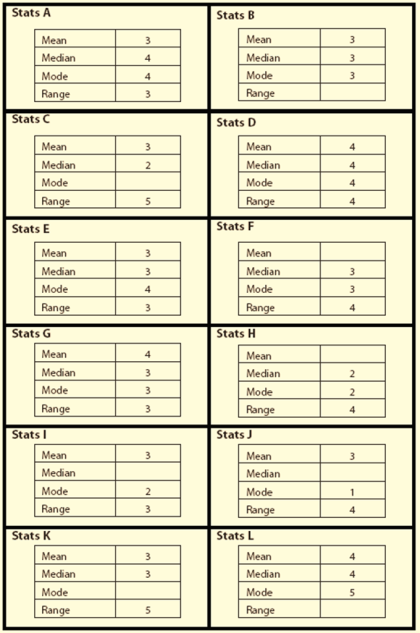 Stats A
Mean 3
Median 4
Mode 4
Range 3
Stats B
Mean 3
Median 3
Mode 3
Range
Stats C
Mean 3
Median 2
Mode
Range 5
Stats D
Mean 4
Median 4
Mode 4
Range 4
Stats E
Mean 3
Median 3
Mode 4
Range 3
Stats F
Mean
Median 3
Mode 3
Range 4
Stats G
Mean 4
Median 3
Mode 3
Range 3
Stats H
Mean
Median 2
Mode 2
Range 4
Stats I
Mean 3
Median
Mode 2
Range 3
Stats J
Mean 3
Median
Mode 1
Range 4
Stats K
Mean 3
Median 3
Mode
Range 5
Stats L
Mean 4
Median 4
Mode 5
Range